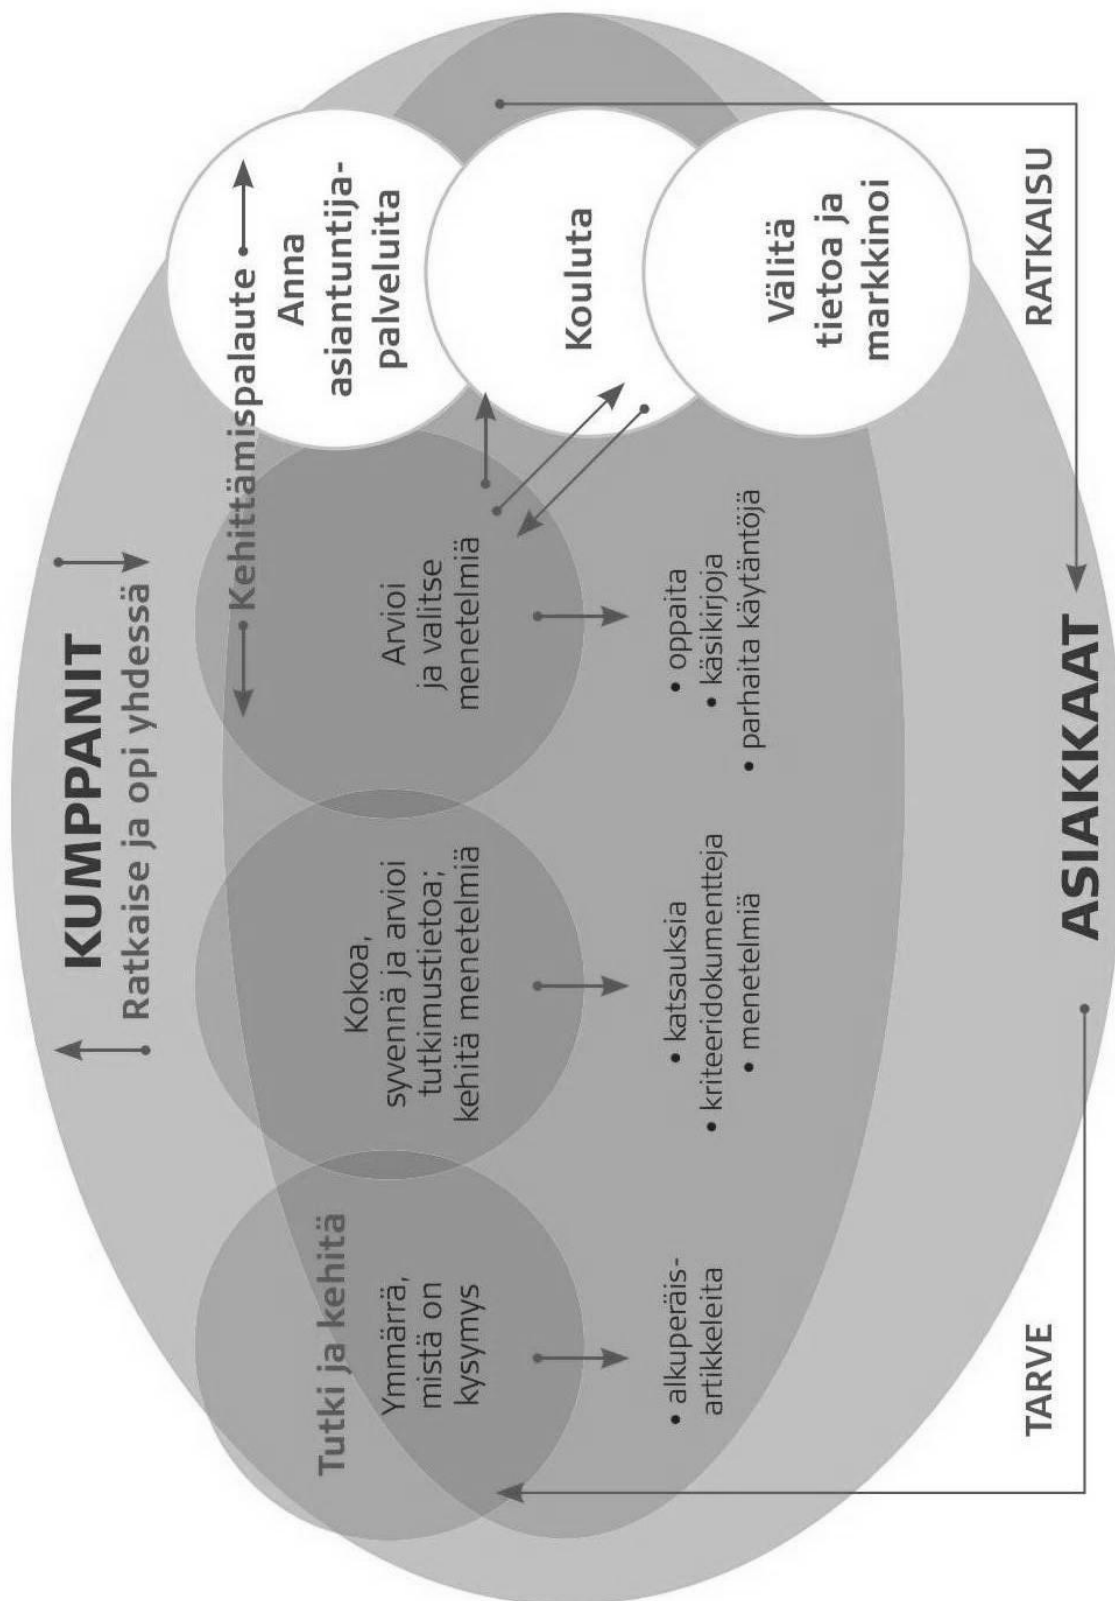 KUMPPANIT
Ratkaise ja opi yhdessä
Tutki ja kehitä
Kehittämispalaute
Ymmärrä,
mistä on
kysymys
Kokoa,
syvennä ja arvioi
tutkimustietoa;
kehitä menetelmiä
Arvioi
ja valitse
menetelmiä
Anna
asiantuntija-
palveluita
Kouluta
Välitä
tietoa ja
markkinoi
• alkuperäis-
artikkeleita
• katsauksia
• kriteeridokumentteja
• menetelmiä
• oppaita
• käsikirjoja
• parhaita käytäntöjä
TARVE
RATKAISU
ASIAKKAAT